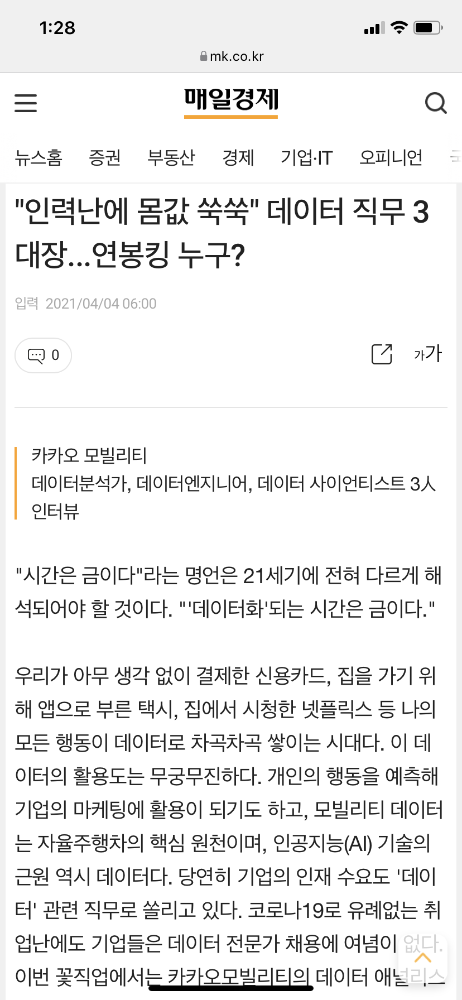 1:28
mk.co.kr
매일경제
뉴스홈 증권 부동산 경제 기업·IT 오피니언
"인력난에 몸값 쑥쑥" 데이터 직무 3
대장...연봉킹 누구?
입력 2021/04/04 06:00
0
가가
카카오 모빌리티
데이터분석가, 데이터엔지니어, 데이터 사이언티스트 3人
인터뷰
"시간은 금이다"라는 명언은 21세기에 전혀 다르게 해
석되어야 할 것이다. "'데이터화'되는 시간은 금이다."
우리가 아무 생각 없이 결제한 신용카드, 집을 가기 위
해 앱으로 부른 택시, 집에서 시청한 넷플릭스 등 나의
모든 행동이 데이터로 차곡차곡 쌓이는 시대다. 이 데
이터의 활용도는 무궁무진하다. 개인의 행동을 예측해
기업의 마케팅에 활용이 되기도 하고, 모빌리티 데이터
는 자율주행차의 핵심 원천이며, 인공지능(AI) 기술의
근원 역시 데이터다. 당연히 기업의 인재 수요도 '데이
터' 관련 직무로 쏠리고 있다. 코로나19로 유례없는 취
업난에도 기업들은 데이터 전문가 채용에 여념이 없다.
이번 꽃직업에서는 카카오모빌리티의 데이터 애널리스